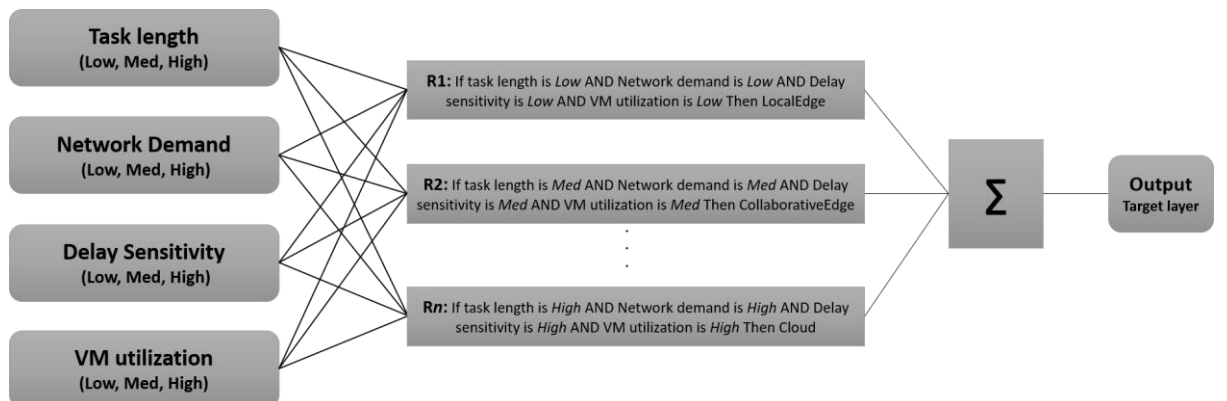 Task length
(Low, Med, High)
Network Demand
(Low, Med, High)
Delay Sensitivity
(Low, Med, High)
VM utilization
(Low, Med, High)
R1: If task length is Low AND Network demand is Low AND Delay
sensitivity is Low AND VM utilization is Low Then LocalEdge
R2: If task length is Med AND Network demand is Med AND Delay
sensitivity is Med AND VM utilization is Med Then CollaborativeEdge
.
.
.
Rn: If task length is High AND Network demand is High AND Delay
sensitivity is High AND VM utilization is High Then Cloud
Σ
Output
Target layer